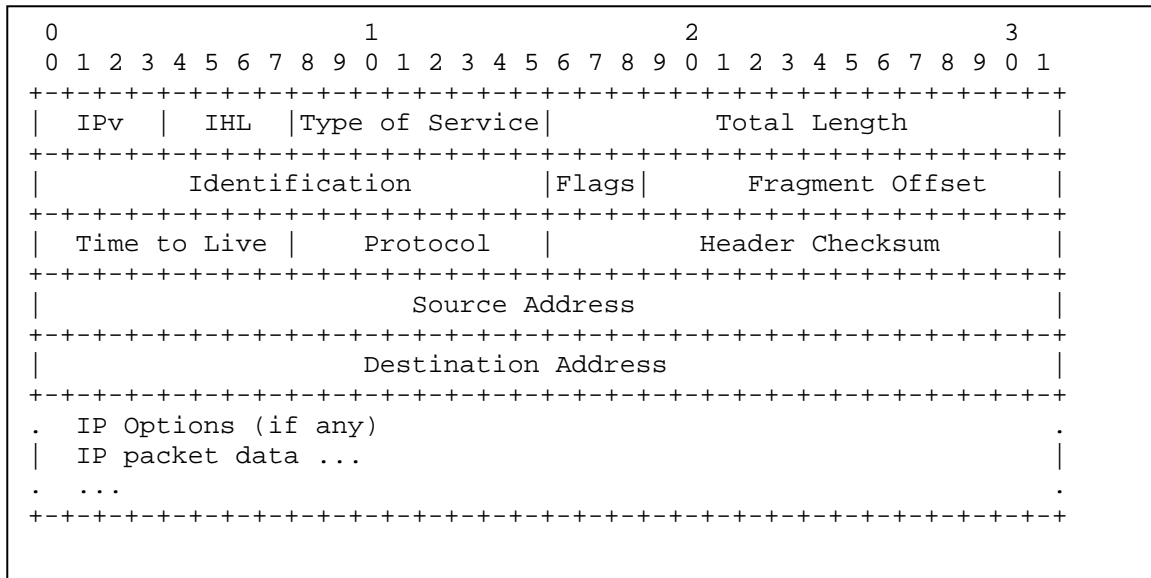 0                   1                   2                   3
 0 1 2 3 4 5 6 7 8 9 0 1 2 3 4 5 6 7 8 9 0 1 2 3 4 5 6 7 8 9 0 1
+-+-+-+-+-+-+-+-+-+-+-+-+-+-+-+-+-+-+-+-+-+-+-+-+-+-+-+-+-+-+-+-+
|  IPv  |  IHL  |Type of Service|          Total Length         |
+-+-+-+-+-+-+-+-+-+-+-+-+-+-+-+-+-+-+-+-+-+-+-+-+-+-+-+-+-+-+-+-+
|         Identification        |Flags|      Fragment Offset    |
+-+-+-+-+-+-+-+-+-+-+-+-+-+-+-+-+-+-+-+-+-+-+-+-+-+-+-+-+-+-+-+-+
|  Time to Live |    Protocol   |         Header Checksum       |
+-+-+-+-+-+-+-+-+-+-+-+-+-+-+-+-+-+-+-+-+-+-+-+-+-+-+-+-+-+-+-+-+
|                       Source Address                          |
+-+-+-+-+-+-+-+-+-+-+-+-+-+-+-+-+-+-+-+-+-+-+-+-+-+-+-+-+-+-+-+-+
|                    Destination Address                        |
+-+-+-+-+-+-+-+-+-+-+-+-+-+-+-+-+-+-+-+-+-+-+-+-+-+-+-+-+-+-+-+-+
.  IP Options (if any)                                          .
|  IP packet data ...                                           |
.  ...                                                          .
+-+-+-+-+-+-+-+-+-+-+-+-+-+-+-+-+-+-+-+-+-+-+-+-+-+-+-+-+-+-+-+-+